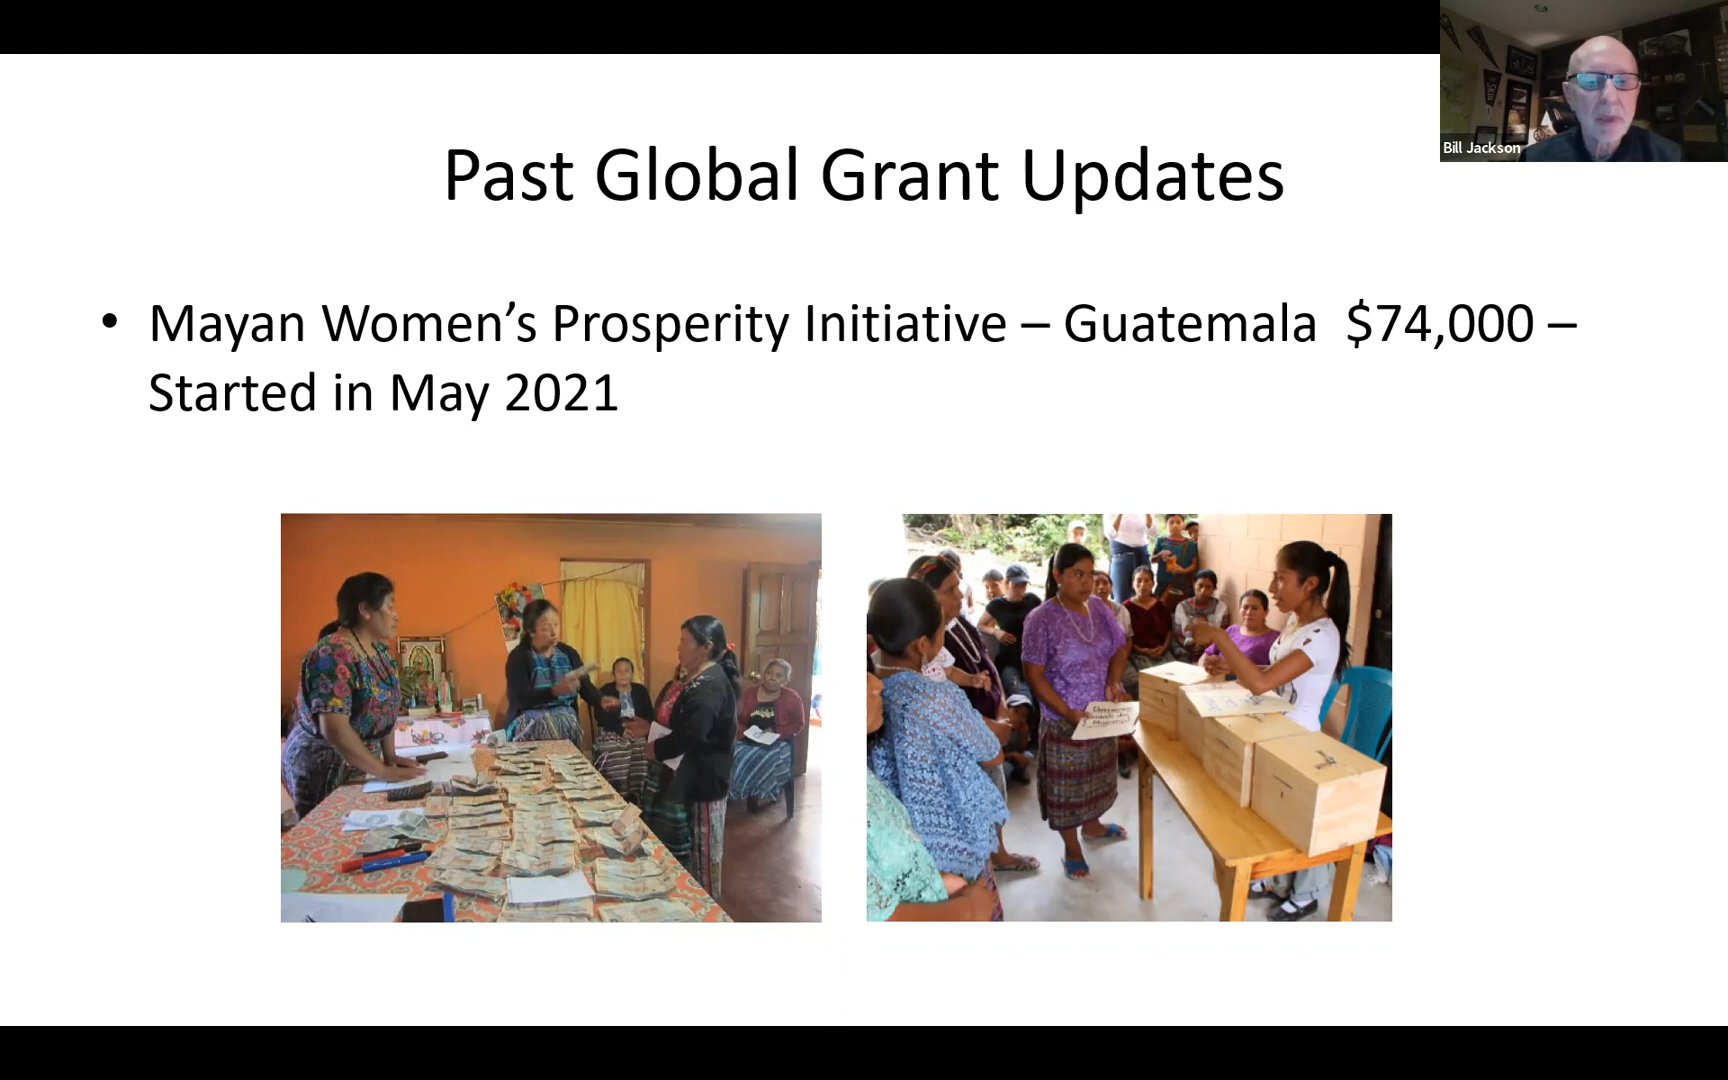 Bill Jackson
Past Global Grant Updates
• Mayan Women's Prosperity Initiative – Guatemala  $74,000 –
Started in May 2021